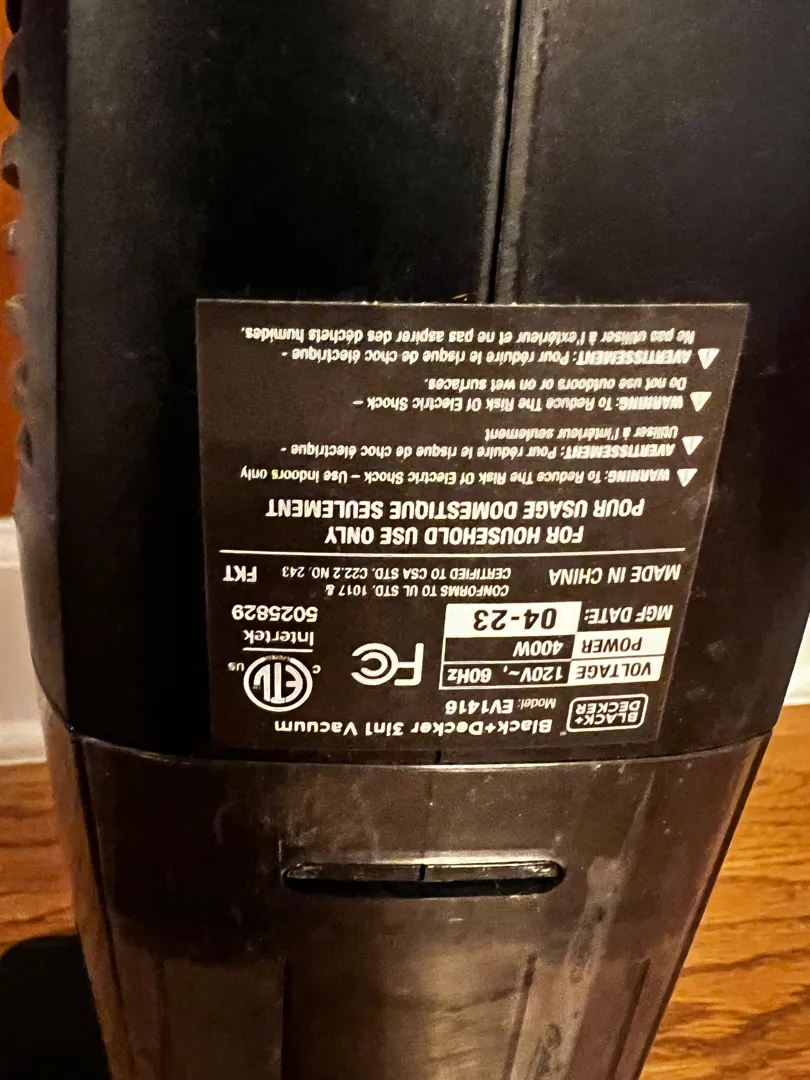 BLACK+
DECKER
Black+Decker 3in1 Vacuum
Model: EV1416
VOLTAGE 120V~, 60Hz
POWER 400W
MGF DATE: 04-23
FC
C ETL US
Intertek
5025829
MADE IN CHINA
CONFORMS TO UL STD. 1017 &
CERTIFIED TO CSA STD. C22.2 NO. 243
FKT
FOR HOUSEHOLD USE ONLY
POUR USAGE DOMESTIQUE SEULEMENT
WARNING: To Reduce The Risk Of Electric Shock – Use Indoors only
AVERTISSEMENT: Pour réduire le risque de choc électrique -
Utiliser à l'intérieur seulement
WARNING: To Reduce The Risk Of Electric Shock –
Do not use outdoors or on wet surfaces.
AVERTISSEMENT: Pour réduire le risque de choc électrique -
Ne pas utiliser à l'extérieur et ne pas aspirer des déchets humides.